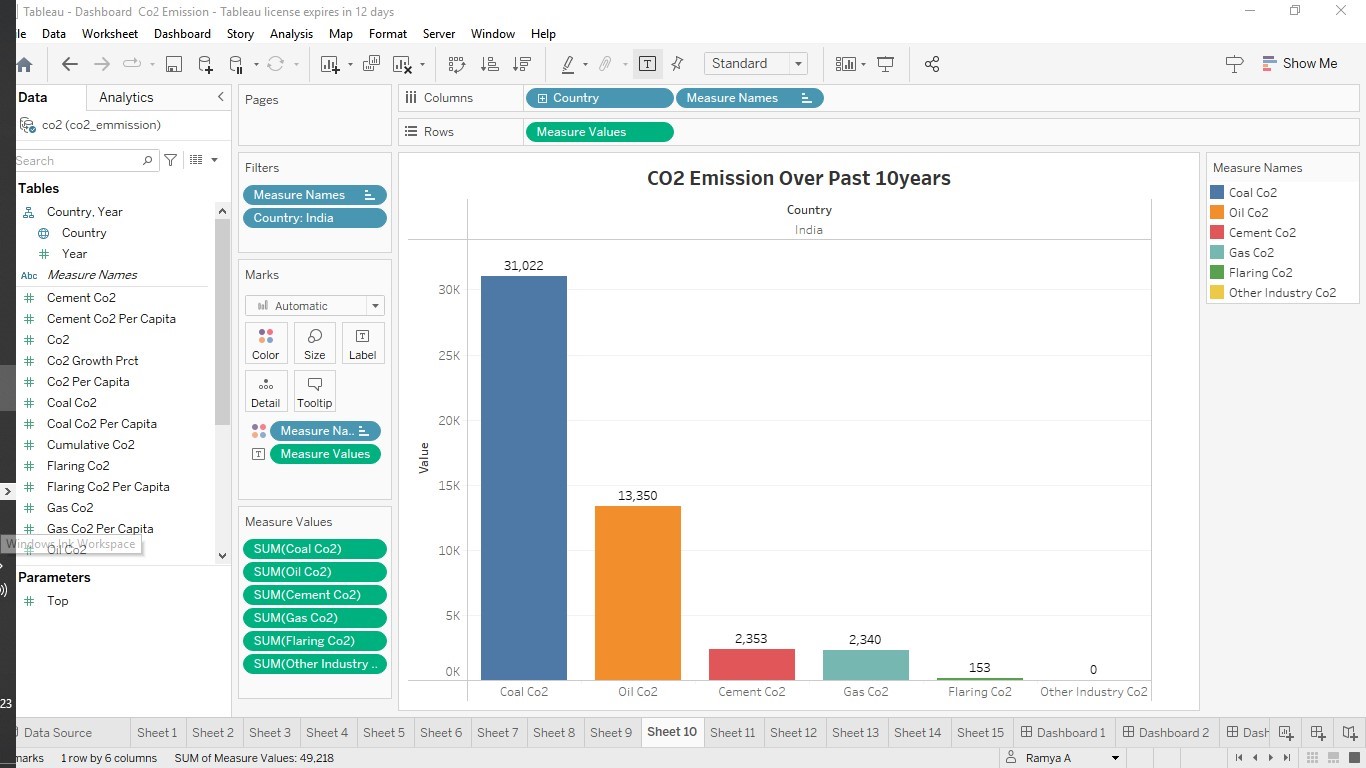 Tableau - Dashboard  Co2 Emission - Tableau license expires in 12 days
ile Data Worksheet Dashboard Story Analysis Map Format Server Window Help
Standard Show Me
Data Analytics
co2 (co2_emmission)
Search
Tables
Country, Year
Country
Year
Abc Measure Names
Cement Co2
Cement Co2 Per Capita
Co2
Co2 Growth Prct
Co2 Per Capita
Coal Co2
Coal Co2 Per Capita
Cumulative Co2
Flaring Co2
Flaring Co2 Per Capita
Gas Co2
Gas Co2 Per Capita
Windows Ink Workspace
Oil Co2
Parameters
Top
23
Pages
Filters
Measure Names
Country: India
Marks
Automatic
Color Size Label
Detail Tooltip
Measure Na..
Measure Values
Measure Values
SUM(Coal Co2)
SUM(Oil Co2)
SUM(Cement Co2)
SUM(Gas Co2)
SUM(Flaring Co2)
SUM(Other Industry ..
Columns Country Measure Names
Rows Measure Values
CO2 Emission Over Past 10years
Country
India
31,022
30K
25K
20K
15K
10K
5K
0K
Value
13,350
2,353
2,340
153
0
Coal Co2 Oil Co2 Cement Co2 Gas Co2 Flaring Co2 Other Industry Co2
Measure Names
Coal Co2
Oil Co2
Cement Co2
Gas Co2
Flaring Co2
Other Industry Co2
Data Source Sheet 1 Sheet 2 Sheet 3 Sheet 4 Sheet 5 Sheet 6 Sheet 7 Sheet 8 Sheet 9 Sheet 10 Sheet 11 Sheet 12 Sheet 13 Sheet 14 Sheet 15 Dashboard 1 Dashboard 2 Dash
marks 1 row by 6 columns SUM of Measure Values: 49,218 Ramya A